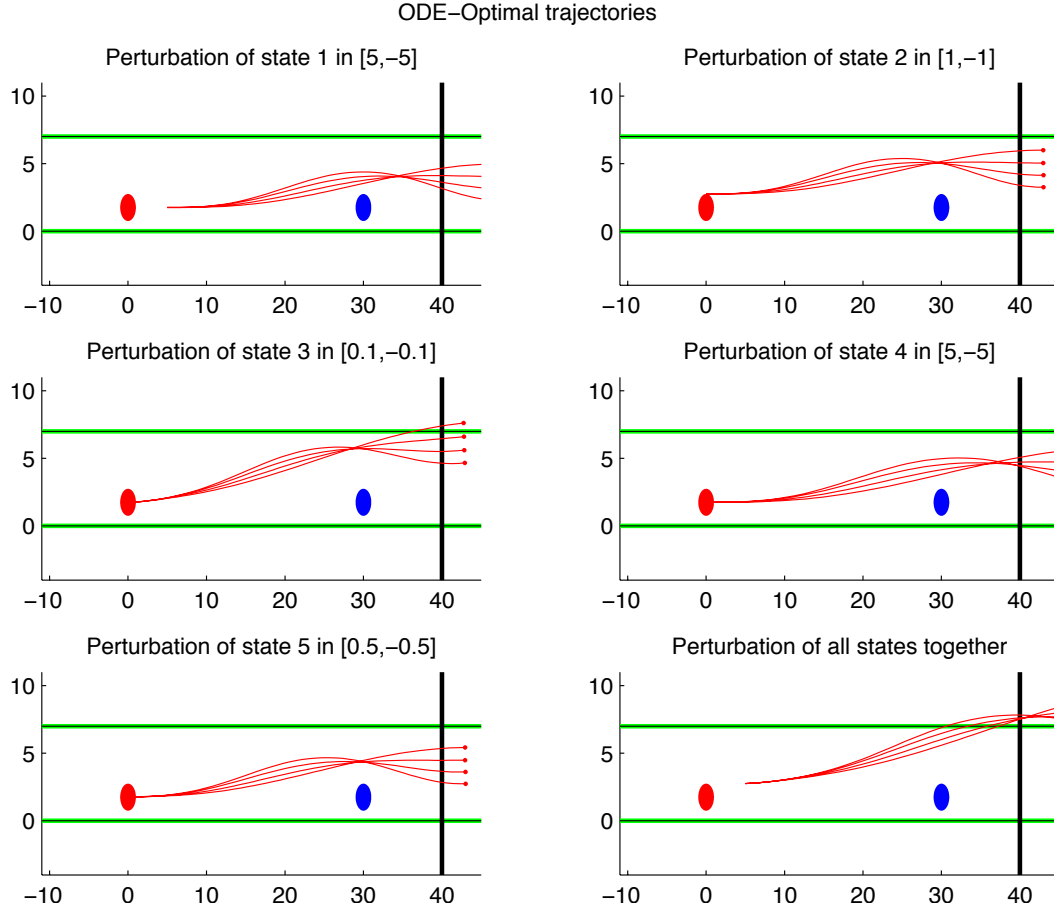 ODE−Optimal trajectories
Perturbation of state 1 in [5,−5]
10
5
0
−10 0 10 20 30 40
Perturbation of state 2 in [1,−1]
10
5
0
−10 0 10 20 30 40
Perturbation of state 3 in [0.1,−0.1]
10
5
0
−10 0 10 20 30 40
Perturbation of state 4 in [5,−5]
10
5
0
−10 0 10 20 30 40
Perturbation of state 5 in [0.5,−0.5]
10
5
0
−10 0 10 20 30 40
Perturbation of all states together
10
5
0
−10 0 10 20 30 40